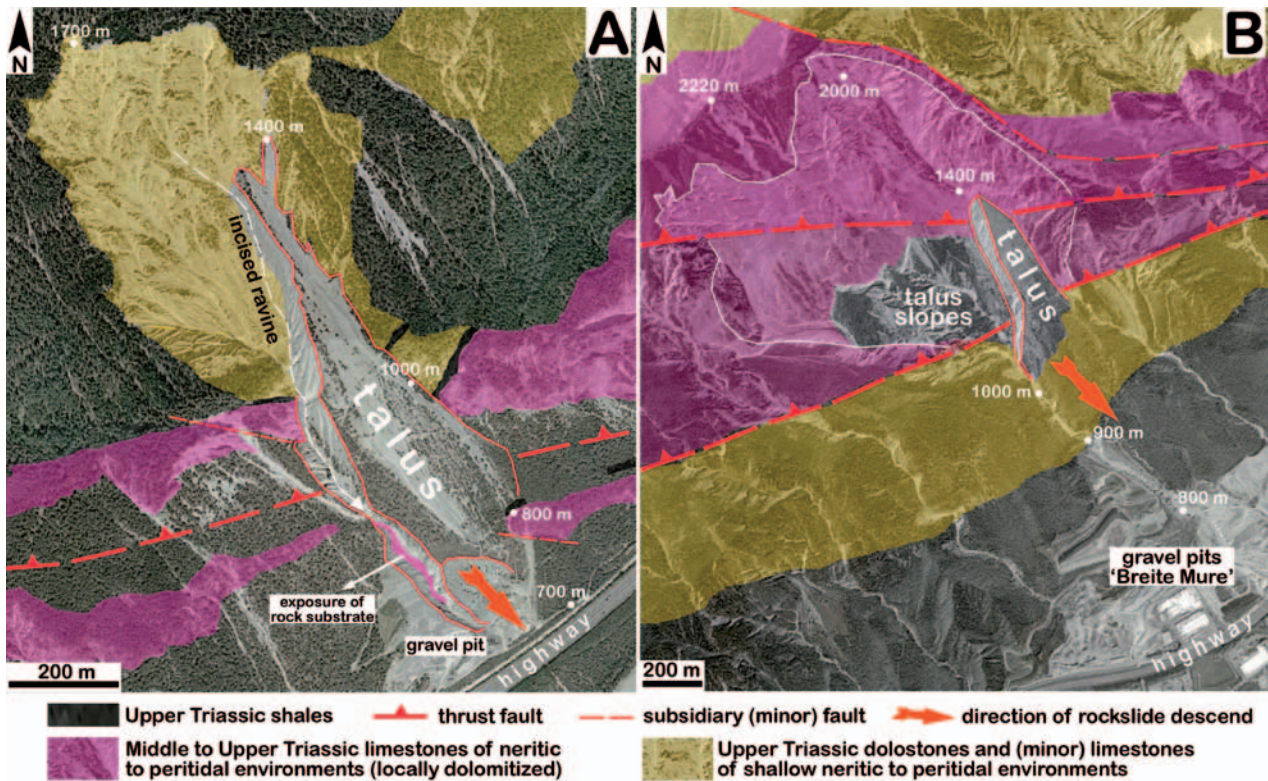 A
N
1700 m
1400 m
incised ravine
1000 m
talus
800 m
700 m
exposure of
rock substrate
gravel pit
highway
200 m
B
N
2220 m
2000 m
1400 m
talus
talus
slopes
1000 m
900 m
800 m
gravel pits
'Breite Mure'
highway
200 m
Upper Triassic shales
thrust fault
subsidiary (minor) fault
direction of rockslide descend
Middle to Upper Triassic limestones of neritic
to peritidal environments (locally dolomitized)
Upper Triassic dolostones and (minor) limestones
of shallow neritic to peritidal environments